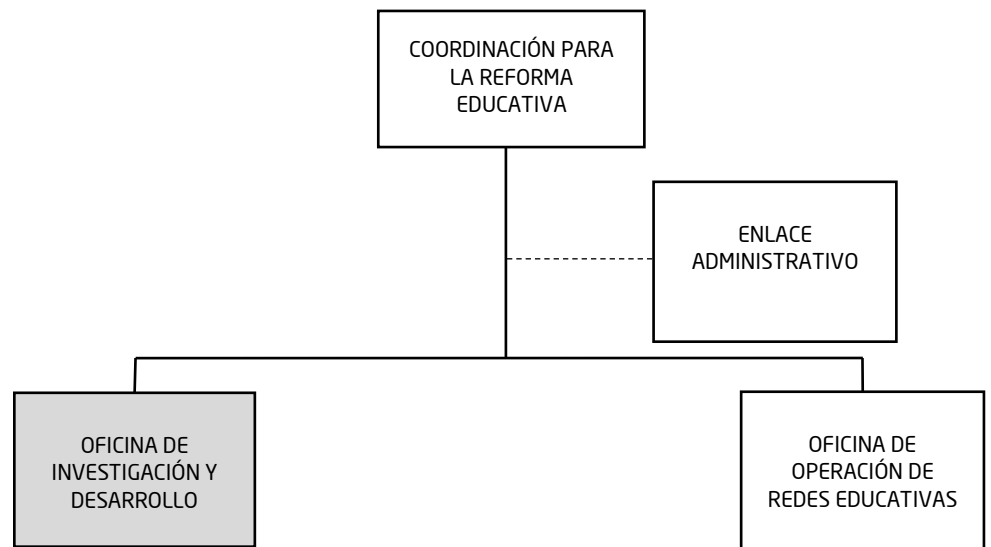 COORDINACIÓN PARA
LA REFORMA
EDUCATIVA
ENLACE
ADMINISTRATIVO
OFICINA DE
INVESTIGACIÓN Y
DESARROLLO
OFICINA DE
OPERACIÓN DE
REDES EDUCATIVAS